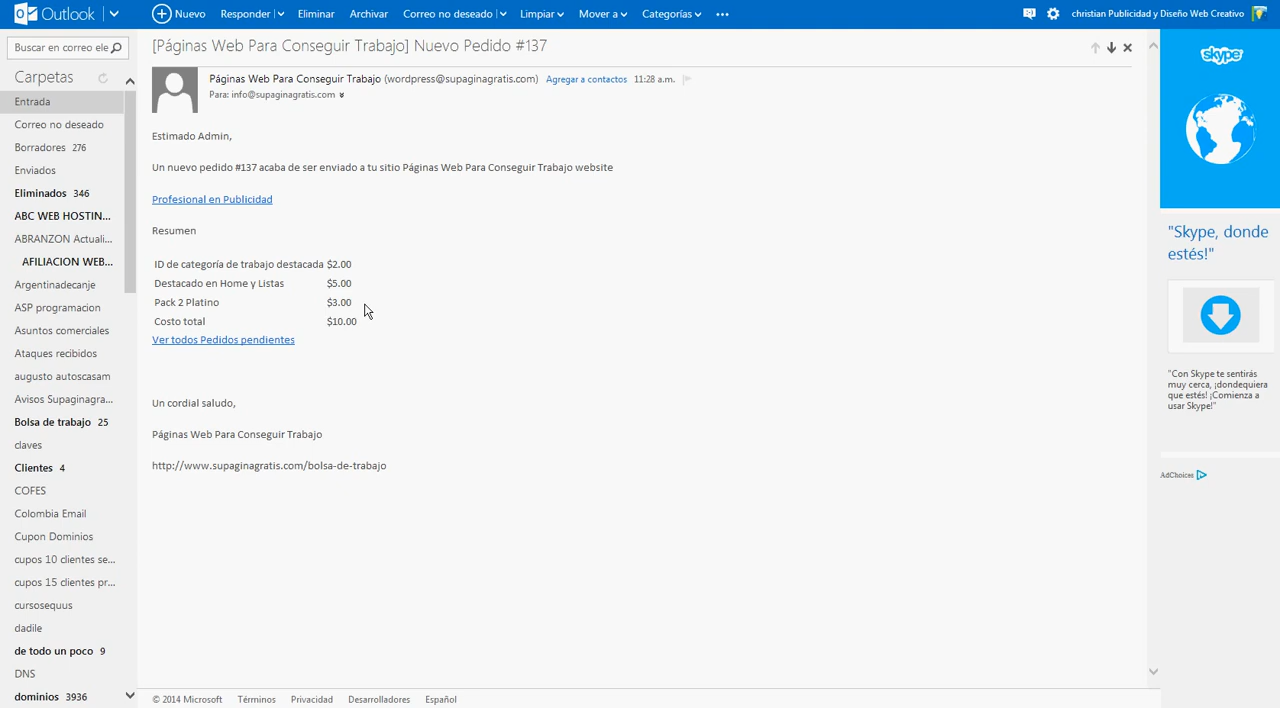 Outlook
Nuevo
Responder
Eliminar
Archivar
Correo no deseado
Limpiar
Mover a
Categorías
christian Publicidad y Diseño Web Creativo
Buscar en correo ele
Carpetas
Entrada
Correo no deseado
Borradores 276
Enviados
Eliminados 346
ABC WEB HOSTIN...
ABRANZON Actuali...
AFILIACION WEB...
Argentinadecanje
ASP programacion
Asuntos comerciales
Ataques recibidos
augusto autoscasam
Avisos Supaginagra...
Bolsa de trabajo 25
claves
Clientes 4
COFES
Colombia Email
Cupon Dominios
cupos 10 clientes se...
cupos 15 clientes pr...
cursosequus
dadile
de todo un poco 9
DNS
dominios 3936
[Páginas Web Para Conseguir Trabajo] Nuevo Pedido #137
Páginas Web Para Conseguir Trabajo (wordpress@supaginagratis.com) Agregar a contactos 11:28 a.m.
Para: info@supaginagratis.com
Estimado Admin,
Un nuevo pedido #137 acaba de ser enviado a tu sitio Páginas Web Para Conseguir Trabajo website
Profesional en Publicidad
Resumen
ID de categoría de trabajo destacada $2.00
Destacado en Home y Listas $5.00
Pack 2 Platino $3.00
Costo total $10.00
Ver todos Pedidos pendientes
Un cordial saludo,
Páginas Web Para Conseguir Trabajo
http://www.supaginagratis.com/bolsa-de-trabajo
© 2014 Microsoft Términos Privacidad Desarrolladores Español
skype
"Skype, donde
estés!"
"Con Skype te sentirás
muy cerca, ¡dondequiera
que estés! ¡Comienza a
usar Skype!"
AdChoices